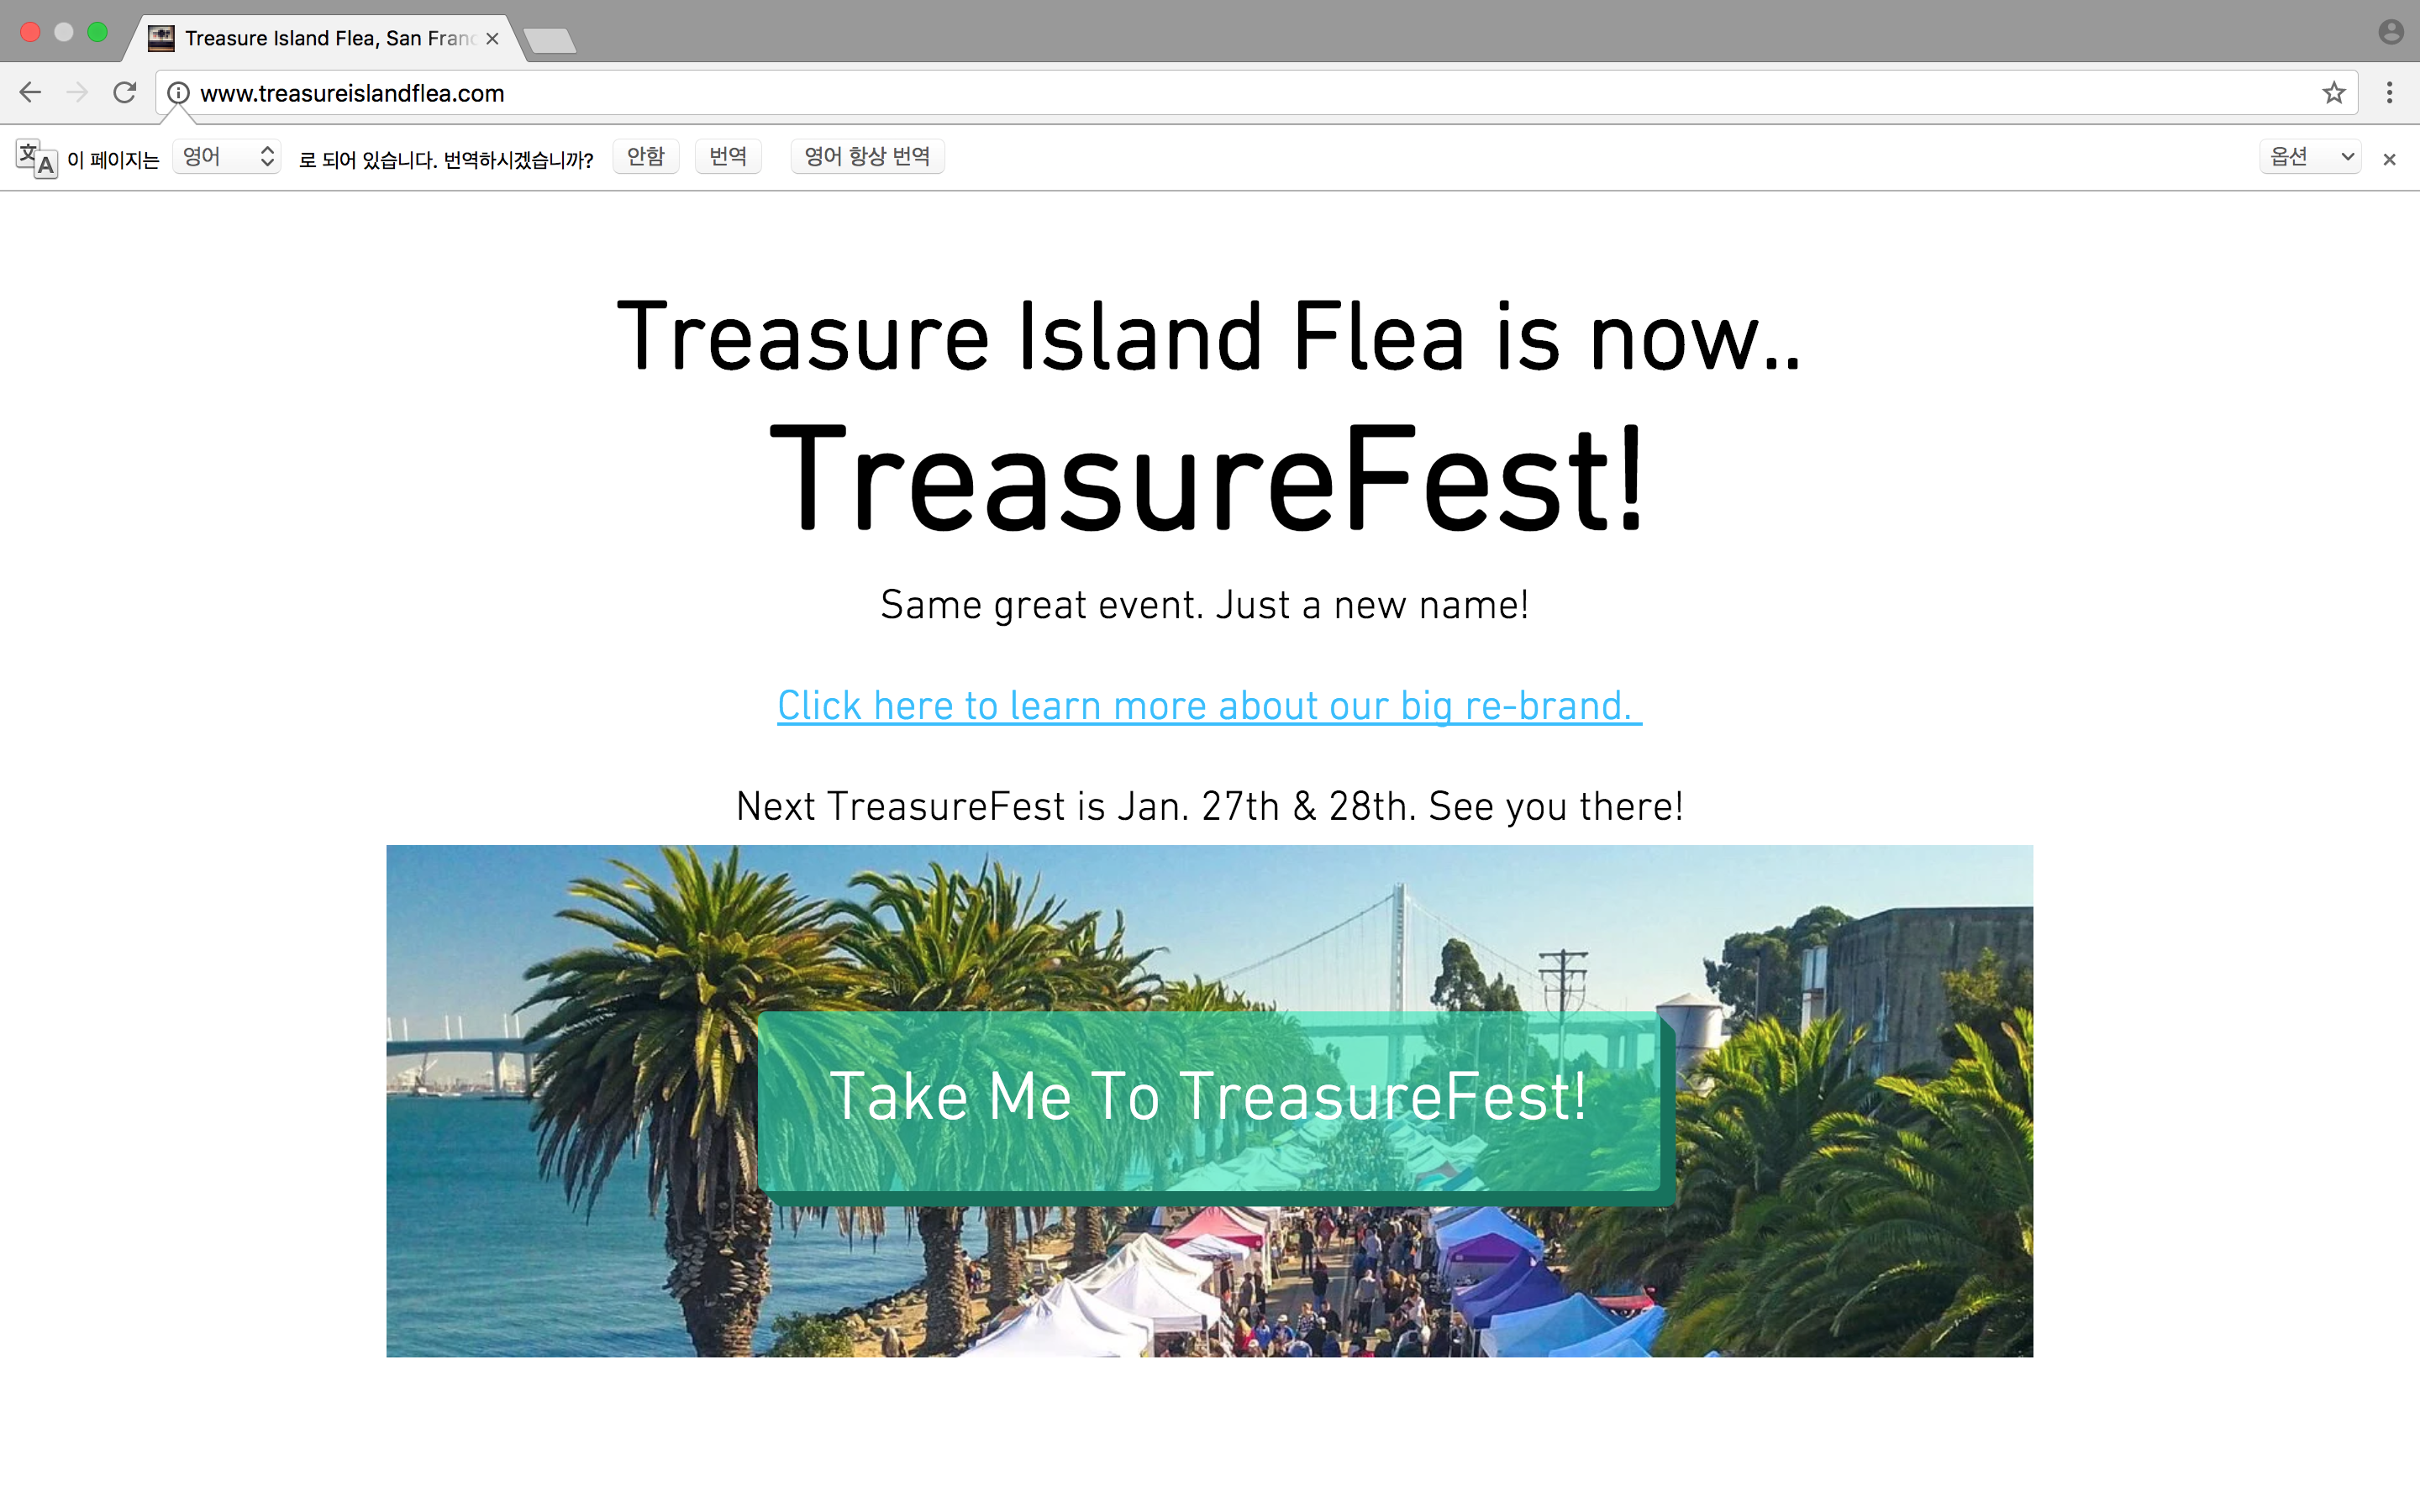 Treasure Island Flea, San Fran
www.treasureislandflea.com
이 페이지는 영어 로 되어 있습니다. 번역하시겠습니까? 안함 번역 영어 항상 번역 옵션
Treasure Island Flea is now..
TreasureFest!
Same great event. Just a new name!
Click here to learn more about our big re-brand.
Next TreasureFest is Jan. 27th & 28th. See you there!
Take Me To TreasureFest!